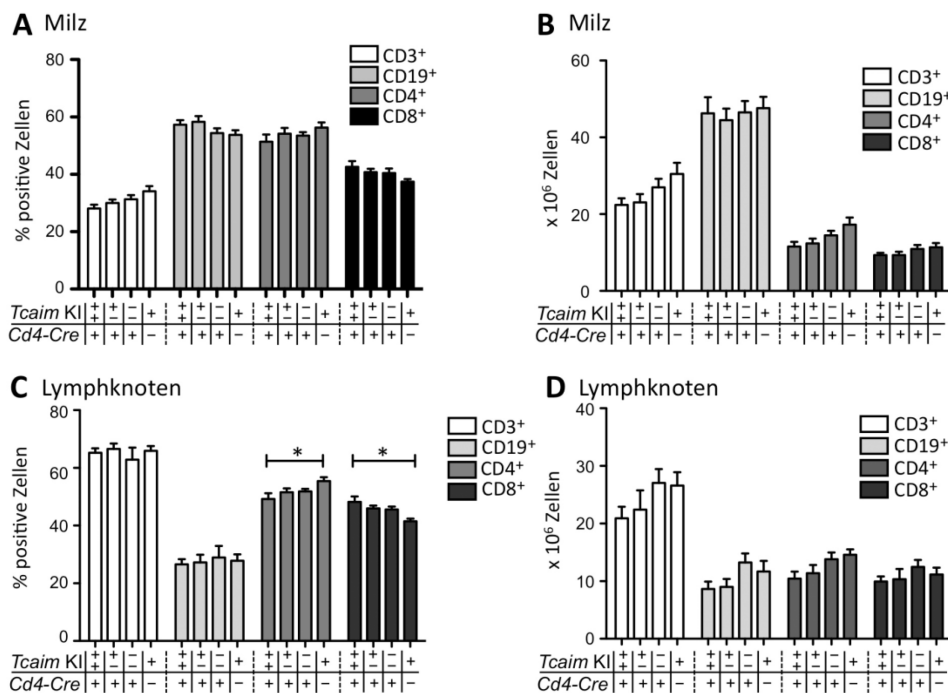 A Milz
% positive Zellen
80
60
40
20
0
CD3⁺
CD19⁺
CD4⁺
CD8⁺
+ + − + + − + + − + + −
Tcaim KI + − − + + − − + + − − + + − − +
Cd4-Cre + + + − + + + − + + + − + + + −
B Milz
x 10⁶ Zellen
60
40
20
0
CD3⁺
CD19⁺
CD4⁺
CD8⁺
+ + − + + − + + − + + −
Tcaim KI + − − + + − − + + − − + + − − +
Cd4-Cre + + + − + + + − + + + − + + + −
C Lymphknoten
% positive Zellen
80
60
40
20
0
* *
CD3⁺
CD19⁺
CD4⁺
CD8⁺
+ + − + + − + + − + + −
Tcaim KI + − − + + − − + + − − + + − − +
Cd4-Cre + + + − + + + − + + + − + + + −
D Lymphknoten
x 10⁶ Zellen
40
30
20
10
0
CD3⁺
CD19⁺
CD4⁺
CD8⁺
+ + − + + − + + − + + −
Tcaim KI + − − + + − − + + − − + + − − +
Cd4-Cre + + + − + + + − + + + − + + + −